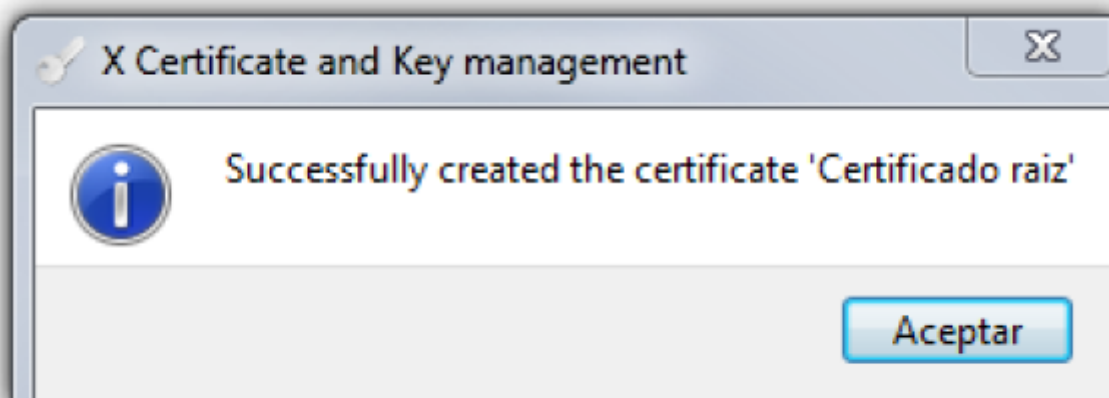 X Certificate and Key management
Successfully created the certificate 'Certificado raiz'
Aceptar